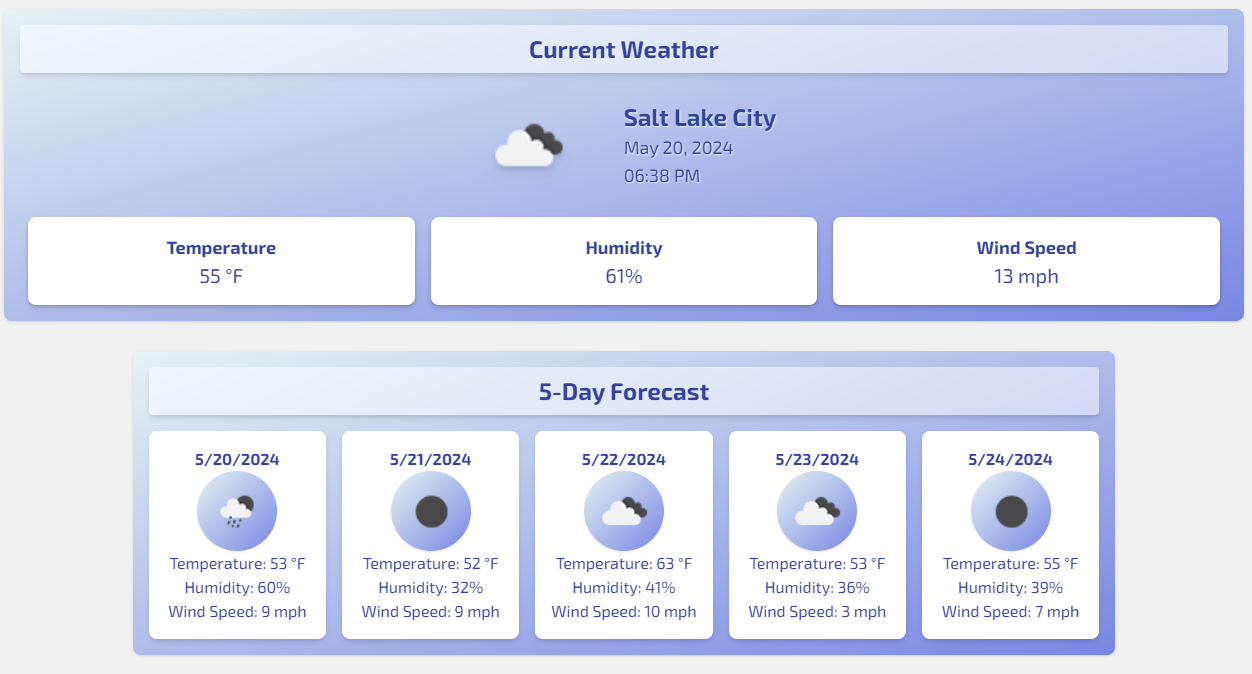 Current Weather
Salt Lake City
May 20, 2024
06:38 PM
Temperature
55 °F
Humidity
61%
Wind Speed
13 mph
5-Day Forecast
5/20/2024
Temperature: 53 °F
Humidity: 60%
Wind Speed: 9 mph
5/21/2024
Temperature: 52 °F
Humidity: 32%
Wind Speed: 9 mph
5/22/2024
Temperature: 63 °F
Humidity: 41%
Wind Speed: 10 mph
5/23/2024
Temperature: 53 °F
Humidity: 36%
Wind Speed: 3 mph
5/24/2024
Temperature: 55 °F
Humidity: 39%
Wind Speed: 7 mph